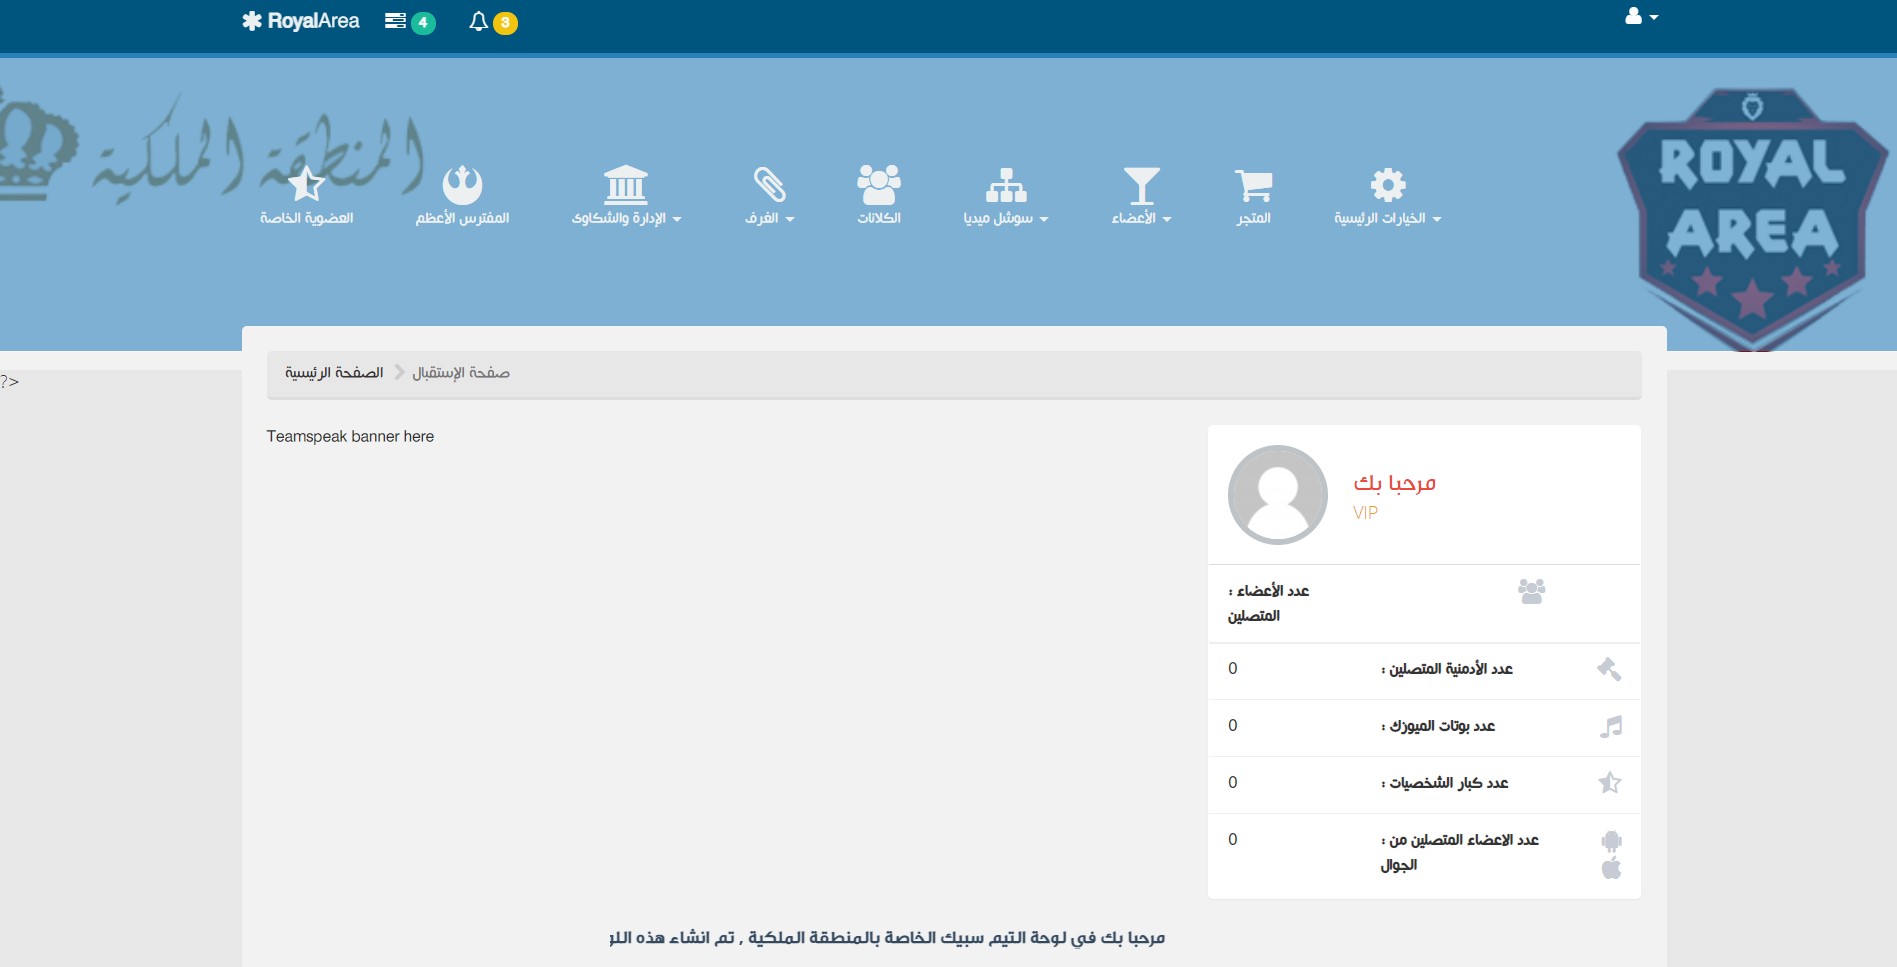 RoyalArea 4 3
المنطقة الملكية
ROYAL
AREA
الخيارات الرئيسية
المتجر
الأعضاء
سوشل ميديا
الكلانات
الغرف
الإدارة والشكاوى
المفترس الأعظم
العضوية الخاصة
الصفحة الرئيسية
صفحة الإستقبال
?>
Teamspeak banner here
مرحبا بك
VIP
عدد الأعضاء :
المتصلين
عدد الأدمنية المتصلين : 0
عدد بوتات الميوزك : 0
عدد كبار الشخصيات : 0
عدد الاعضاء المتصلين من : 0
الجوال
مرحبا بك في لوحة التيم سبيك الخاصة بالمنطقة الملكية , تم انشاء هذه اللو